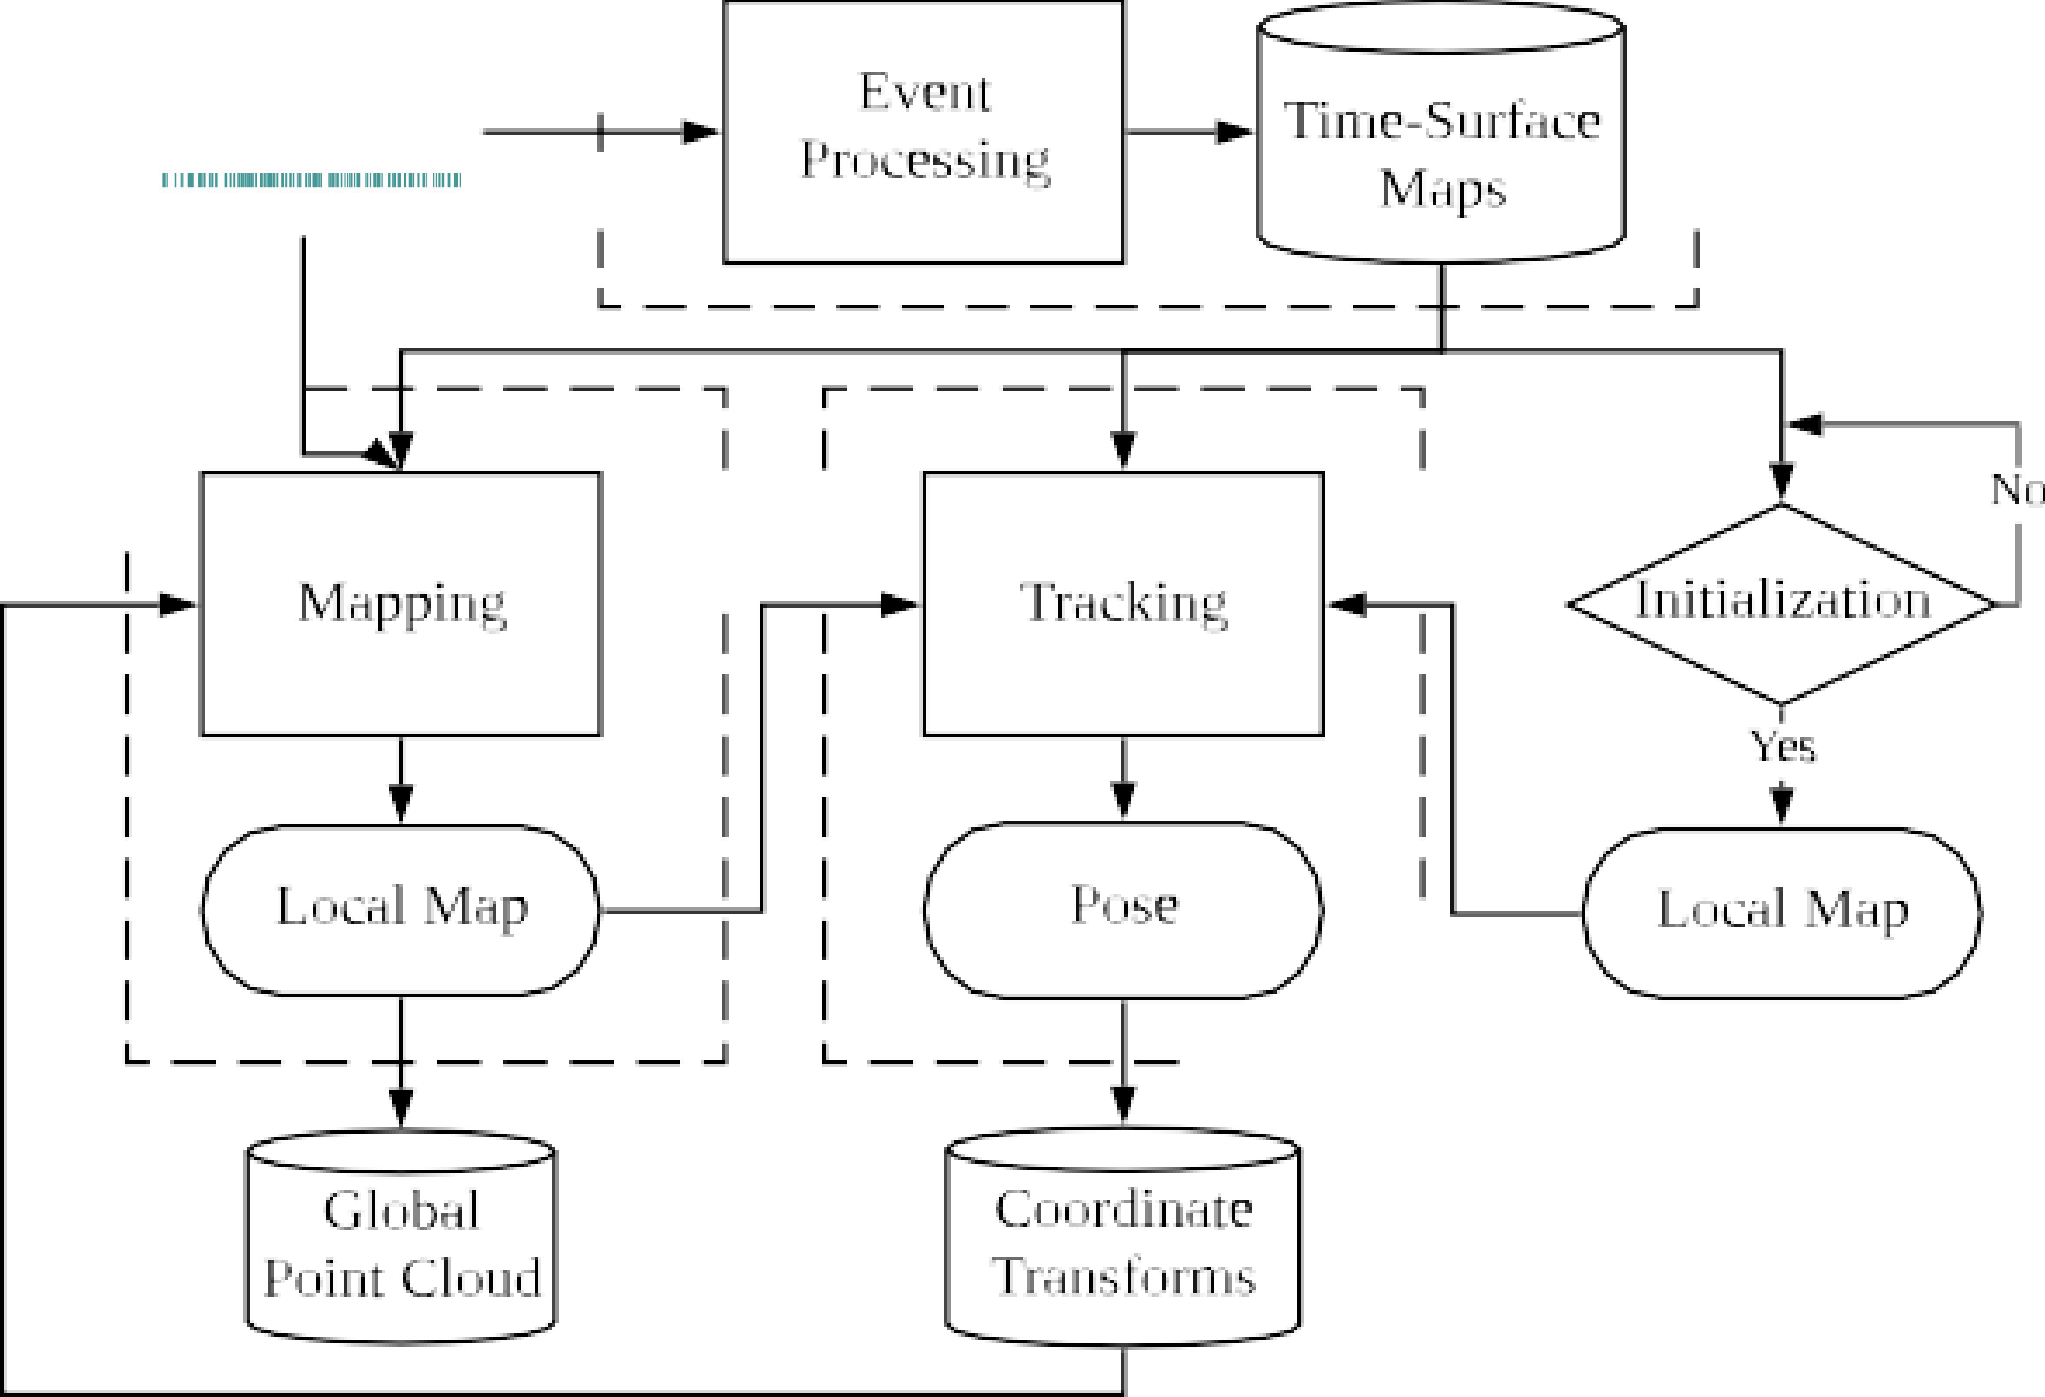 Event
Processing
Time-Surface
Maps
No
Mapping
Tracking
Initialization
Yes
Local Map
Pose
Local Map
Global
Point Cloud
Coordinate
Transforms